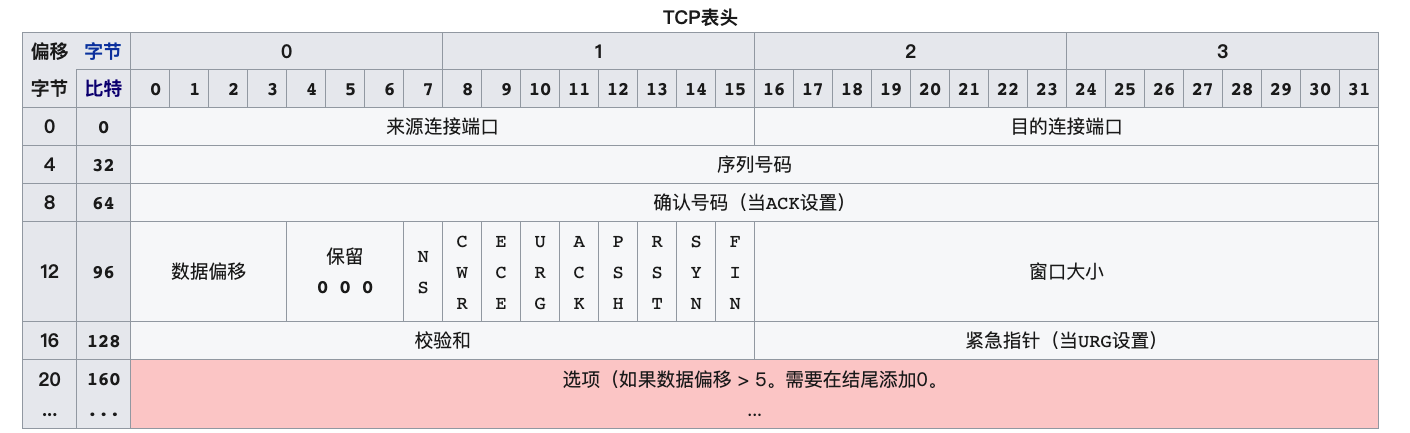 TCP表头
偏移 字节 0 1 2 3
字节 比特 0 1 2 3 4 5 6 7 8 9 10 11 12 13 14 15 16 17 18 19 20 21 22 23 24 25 26 27 28 29 30 31
0 0 来源连接端口 目的连接端口
4 32 序列号码
8 64 确认号码（当ACK设置）
12 96 数据偏移 保留 0 0 0 NS CWR ECE URG ACK PSH RST SYN FIN 窗口大小
16 128 校验和 紧急指针（当URG设置）
20 160 选项（如果数据偏移 > 5。需要在结尾添加0。
... ... ...